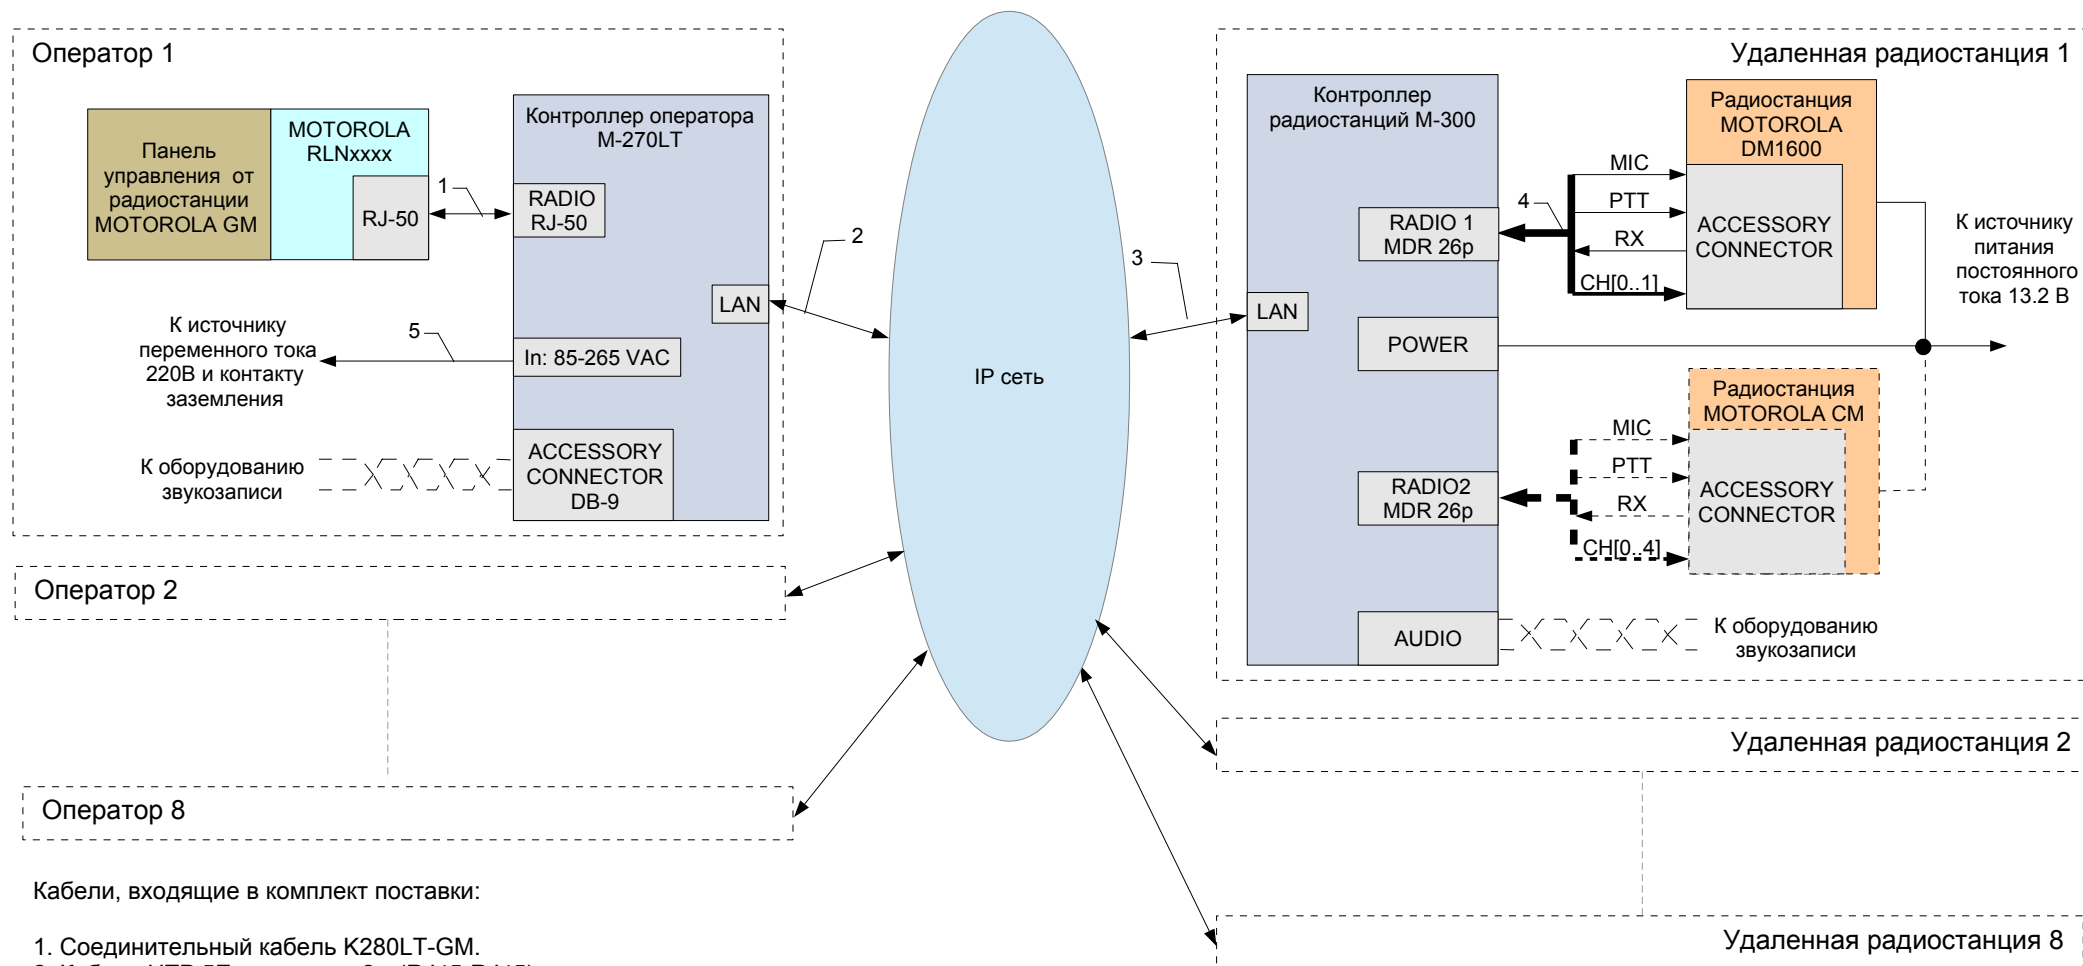 Оператор 1
Панель
управления от
радиостанции
MOTOROLA GM
MOTOROLA
RLNxxxx
RJ-50
1
Контроллер оператора
M-270LT
RADIO
RJ-50
LAN
2
К источнику
переменного тока
220В и контакту
заземления
5
In: 85-265 VAC
К оборудованию
звукозаписи
ACCESSORY
CONNECTOR
DB-9
Оператор 2
Оператор 8
IP сеть
Удаленная радиостанция 1
3
Контроллер
радиостанций М-300
LAN
RADIO 1
MDR 26p
4
MIC
PTT
RX
CH[0..1]
Радиостанция
MOTOROLA
DM1600
ACCESSORY
CONNECTOR
К источнику
питания
постоянного
тока 13.2 В
POWER
RADIO2
MDR 26p
MIC
PTT
RX
CH[0..4]
Радиостанция
MOTOROLA CM
ACCESSORY
CONNECTOR
AUDIO
К оборудованию
звукозаписи
Удаленная радиостанция 2
Удаленная радиостанция 8
Кабели, входящие в комплект поставки:
1. Соединительный кабель K280LT-GM.